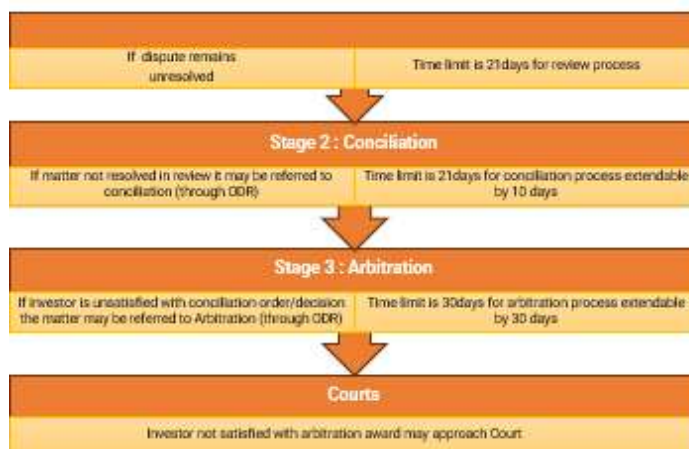 If dispute remains
unresolved
Time limit is 21days for review process
Stage 2 : Conciliation
If matter not resolved in review it may be referred to
conciliation (through ODR)
Time limit is 21days for conciliation process extendable
by 10 days
Stage 3 : Arbitration
If investor is unsatisfied with conciliation order/decision
the matter may be referred to Arbitration (through ODR)
Time limit is 30days for arbitration process extendable
by 30 days
Courts
Investor not satisfied with arbitration award may approach Court